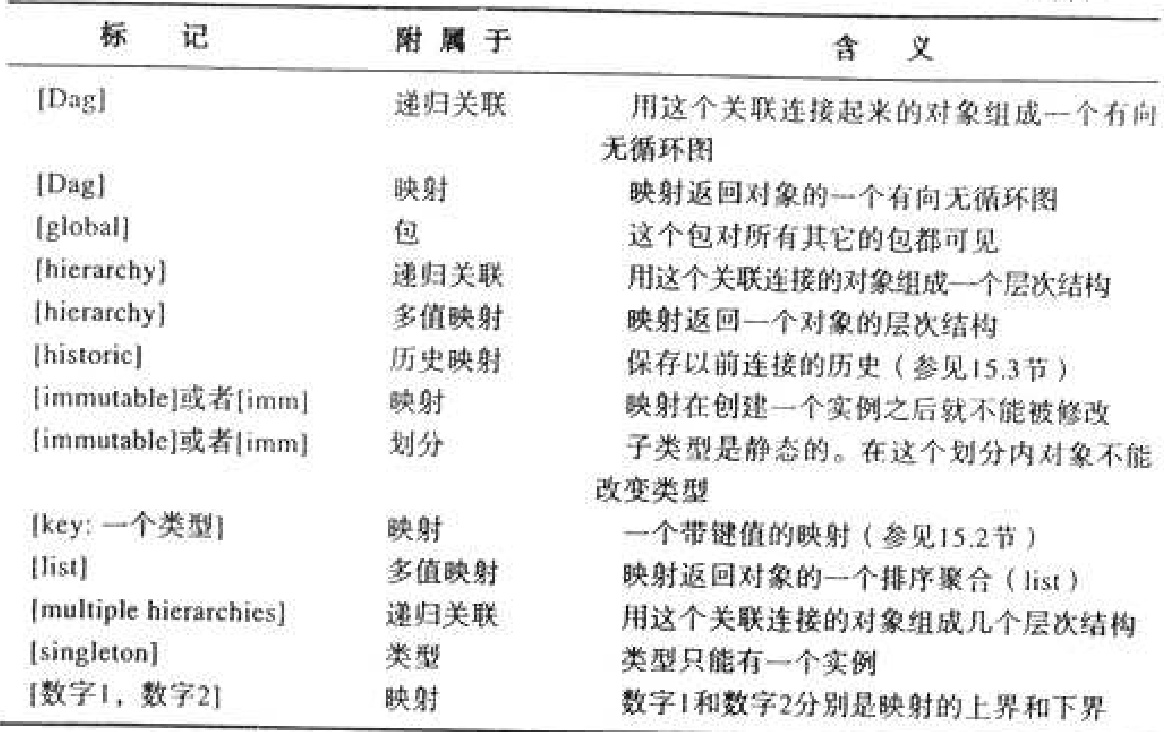 标 记 附 属 于 含 义
[Dag] 递归关联 用这个关联连接起来的对象组成一个有向
无循环图
[Dag] 映射 映射返回对象的一个有向无循环图
[global] 包 这个包对所有其它的包都可见
[hierarchy] 递归关联 用这个关联连接的对象组成一个层次结构
[hierarchy] 多值映射 映射返回一个对象的层次结构
[historic] 历史映射 保存以前连接的历史(参见15.3节)
[immutable]或者[imm] 映射 映射在创建一个实例之后就不能被修改
[immutable]或者[imm] 划分 子类型是静态的。在这个划分内对象不能
改变类型
[key: 一个类型] 映射 一个带键值的映射(参见15.2节)
[list] 多值映射 映射返回对象的一个排序聚合(list)
[multiple hierarchies] 递归关联 用这个关联连接的对象组成几个层次结构
[singleton] 类型 类型只能有一个实例
[数字1,数字2] 映射 数字1和数字2分别是映射的上界和下界